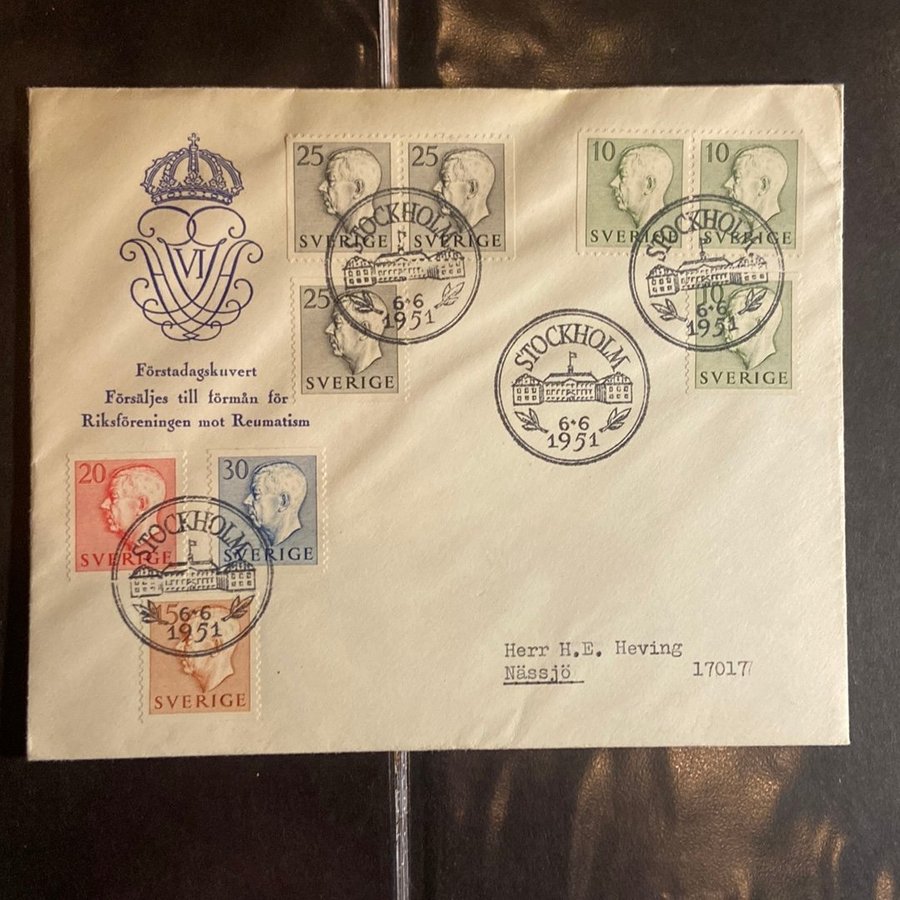 VI
Förstadagskuvert
Försäljes till förmån för
Riksföreningen mot Reumatism
25
SVERIGE
25
SVERIGE
STOCKHOLM
6•6
1951
25
SVERIGE
10
SVERIGE
10
SVERIGE
STOCKHOLM
6•6
1951
10
SVERIGE
STOCKHOLM
6•6
1951
20
SVERIGE
30
SVERIGE
STOCKHOLM
6•6
1951
SVERIGE
Herr H.E. Heving
Nässjö 17017